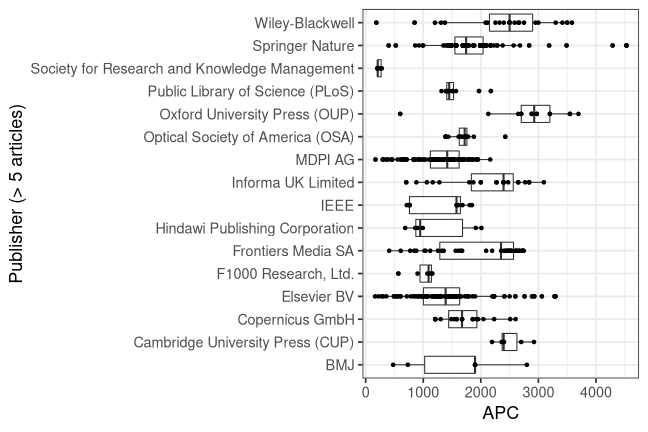 Publisher (> 5 articles)
Wiley-Blackwell
Springer Nature
Society for Research and Knowledge Management
Public Library of Science (PLoS)
Oxford University Press (OUP)
Optical Society of America (OSA)
MDPI AG
Informa UK Limited
IEEE
Hindawi Publishing Corporation
Frontiers Media SA
F1000 Research, Ltd.
Elsevier BV
Copernicus GmbH
Cambridge University Press (CUP)
BMJ
0 1000 2000 3000 4000
APC